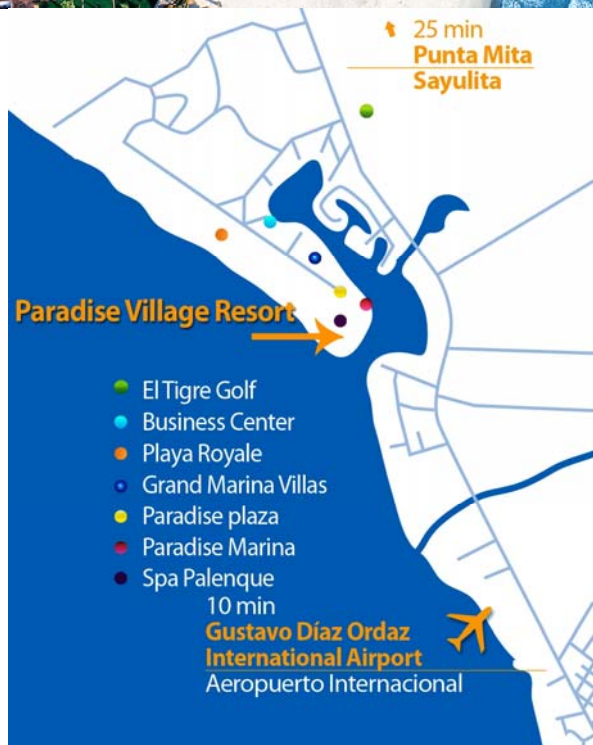 25 min
Punta Mita
Sayulita
Paradise Village Resort
El Tigre Golf
Business Center
Playa Royale
Grand Marina Villas
Paradise plaza
Paradise Marina
Spa Palenque
10 min
Gustavo Díaz Ordaz
International Airport
Aeropuerto Internacional